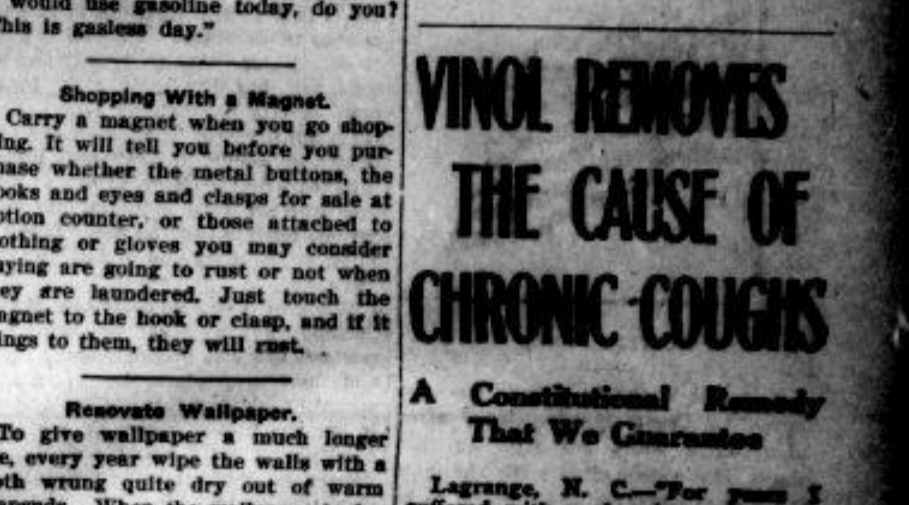 would use gasoline today, do you?
his is gasless day."
Shopping With a Magnet.
Carry a magnet when you go shop-
ing. It will tell you before you pur-
hase whether the metal buttons, the
ooks and eyes and clasps for sale at
otion counter, or those attached to
othing or gloves you may consider
uying are going to rust or not when
ey are laundered. Just touch the
agnet to the hook or clasp, and if it
ings to them, they will rust.
Renovate Wallpaper.
To give wallpaper a much longer
e, every year wipe the walls with a
oth wrung quite dry out of warm
VINOL REMOVES
THE CAUSE OF
CHRONIC COUGHS
A Constitutional Remedy
That We Guarantee
Lagrange, N. C.—"For years I